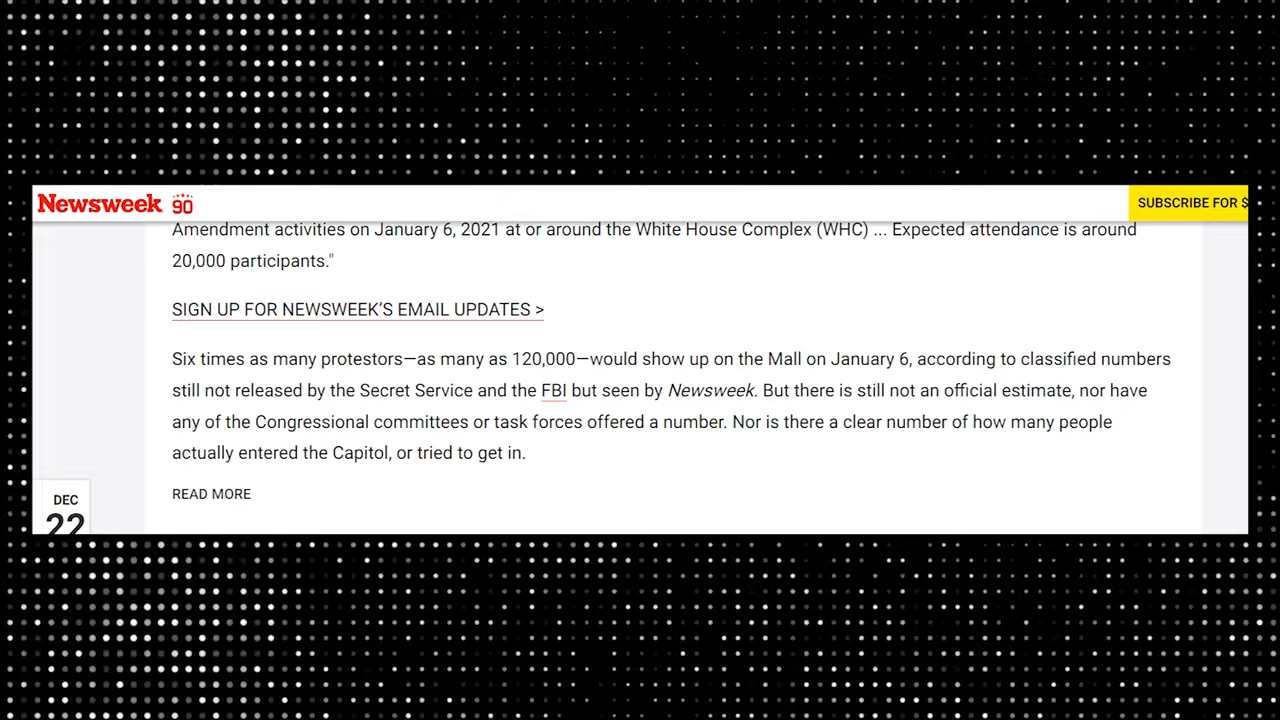 Newsweek 90
SUBSCRIBE FOR $
Amendment activities on January 6, 2021 at or around the White House Complex (WHC) ... Expected attendance is around
20,000 participants."
SIGN UP FOR NEWSWEEK'S EMAIL UPDATES >
Six times as many protestors—as many as 120,000—would show up on the Mall on January 6, according to classified numbers
still not released by the Secret Service and the FBI but seen by Newsweek. But there is still not an official estimate, nor have
any of the Congressional committees or task forces offered a number. Nor is there a clear number of how many people
actually entered the Capitol, or tried to get in.
READ MORE
DEC
22